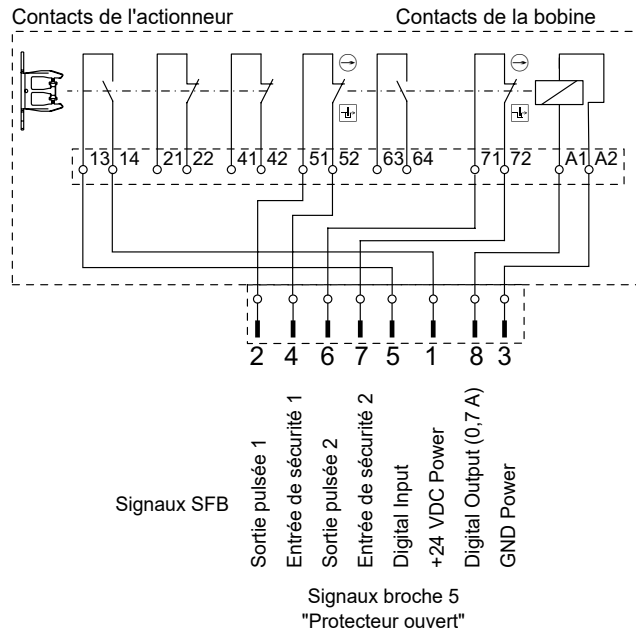 Contacts de l'actionneur
Contacts de la bobine
13 14 21 22 41 42 51 52 63 64 71 72 A1 A2
2 4 6 7 5 1 8 3
Signaux SFB
Sortie pulsée 1
Entrée de sécurité 1
Sortie pulsée 2
Entrée de sécurité 2
Digital Input
+24 VDC Power
Digital Output (0,7 A)
GND Power
Signaux broche 5
"Protecteur ouvert"